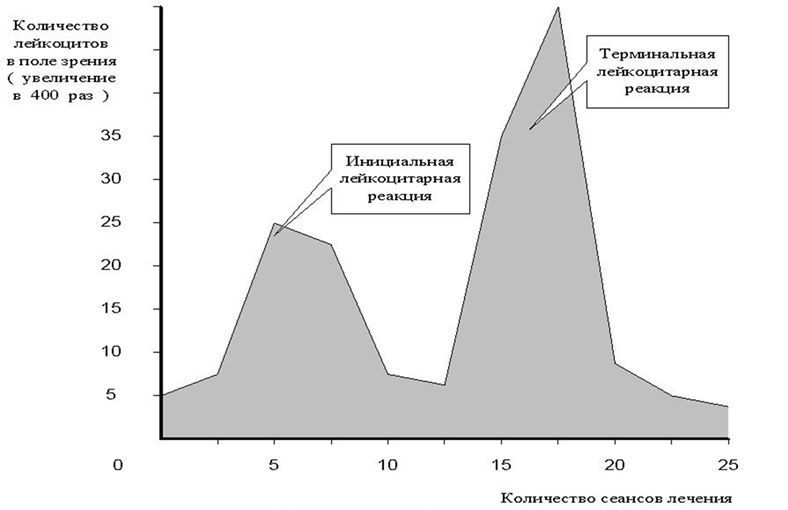 Количество
лейкоцитов
в поле зрения
( увеличение
в 400 раз )
Терминальная
лейкоцитарная
реакция
Инициальная
лейкоцитарная
реакция
35
30
25
20
15
10
5
0 5 10 15 20 25
Количество сеансов лечения